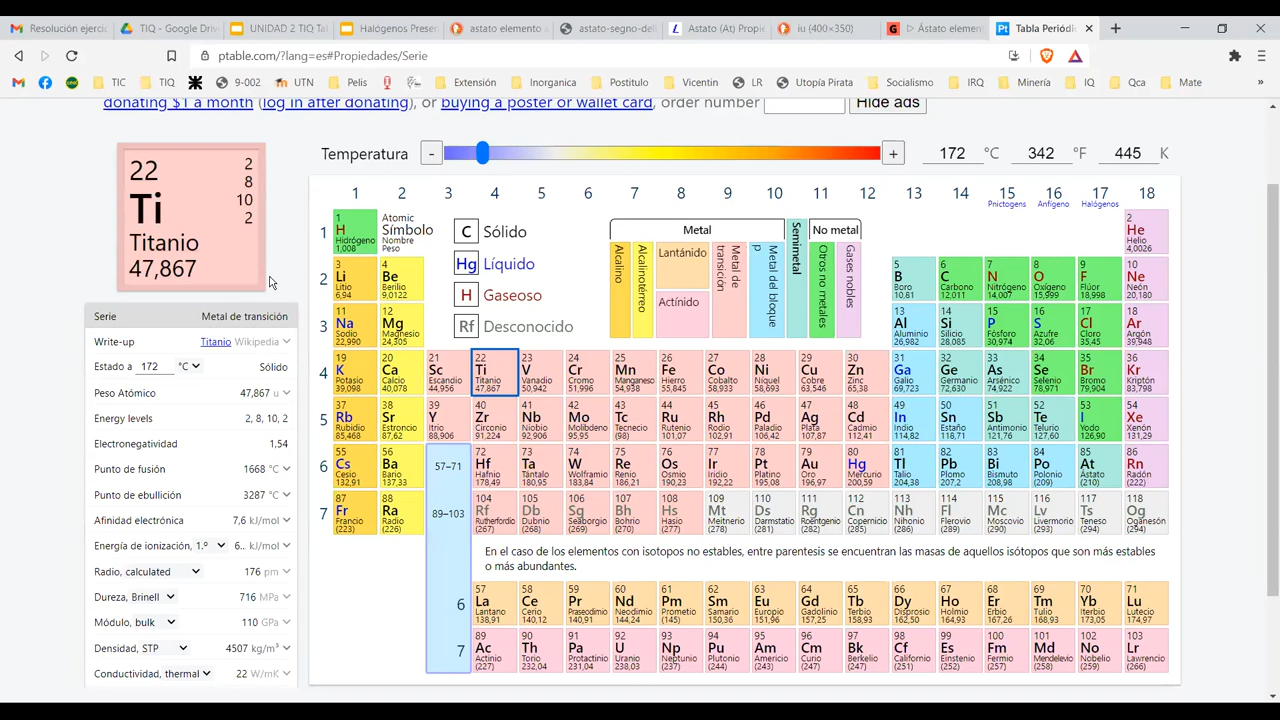 Resolución ejercic
TIQ - Google Driv
UNIDAD 2 TIQ Tal
Halógenos Presen
astato elemento a
astato-segno-dell
Astato (At) Propie
iu (400×350)
▷ Ástato elemen
Tabla Periódic
ptable.com/?lang=es#Propiedades/Serie
TIC
TIQ
9-002
UTN
Pelis
Extensión
Inorganica
Postitulo
Vicentin
Utopía Pirata
Socialismo
IRQ
Minería
IQ
Qca
Mate
»
donating $1 a month (log in after donating), or buying a poster or wallet card, order number
Hide ads
22
Ti
Titanio
47,867
2
8
10
2
Temperatura
-
+
172 °C 342 °F 445 K
Serie Metal de transición
Write-up Titanio Wikipedia
Estado a 172 °C Sólido
Peso Atómico 47,867 u
Energy levels 2, 8, 10, 2
Electronegatividad 1.54
Punto de fusión 1668 °C
Punto de ebullición 3287 °C
Afinidad electrónica 7,6 kJ/mol
Energía de ionización, 1.º 6.. kJ/mol
Radio, calculated 176 pm
Dureza, Brinell 716 MPa
Módulo, bulk 110 GPa
Densidad, STP 4507 kg/m³
Conductividad, thermal 22 W/mK
1 2 3 4 5 6 7 8 9 10 11 12 13 14 15 16 17 18
Pnictogens Anfígeno Halógenos
Atomic
Símbolo
Nombre
Peso
C Sólido
Hg Líquido
H Gaseoso
Rf Desconocido
Metal
Semimetal
No metal
Alcalino
Alcalinotérreo
Lantánido
Actínido
Metal de transición
Metal del bloque p
Otros no metales
Gases nobles
1
1 H Hidrógeno 1,008
2 He Helio 4,0026
2
3 Li Litio 6,94
4 Be Berilio 9,0122
5 B Boro 10,81
6 C Carbono 12,011
7 N Nitrógeno 14,007
8 O Oxígeno 15,999
9 F Flúor 18,998
10 Ne Neón 20,180
3
11 Na Sodio 22,990
12 Mg Magnesio 24,305
13 Al Aluminio 26,982
14 Si Silicio 28,085
15 P Fósforo 30,974
16 S Azufre 32,06
17 Cl Cloro 35,45
18 Ar Argón 39,948
4
19 K Potasio 39,098
20 Ca Calcio 40,078
21 Sc Escandio 44,956
22 Ti Titanio 47,867
23 V Vanadio 50,942
24 Cr Cromo 51,996
25 Mn Manganeso 54,938
26 Fe Hierro 55,845
27 Co Cobalto 58,933
28 Ni Níquel 58,693
29 Cu Cobre 63,546
30 Zn Zinc 65,38
31 Ga Galio 69,723
32 Ge Germanio 72,630
33 As Arsénico 74,922
34 Se Selenio 78,971
35 Br Bromo 79,904
36 Kr Kriptón 83,798
5
37 Rb Rubidio 85,468
38 Sr Estroncio 87,62
39 Y Itrio 88,906
40 Zr Circonio 91,224
41 Nb Niobio 92,906
42 Mo Molibdeno 95,95
43 Tc Tecnecio (98)
44 Ru Rutenio 101,07
45 Rh Rodio 102,91
46 Pd Paladio 106,42
47 Ag Plata 107,87
48 Cd Cadmio 112,41
49 In Indio 114,82
50 Sn Estaño 118,71
51 Sb Antimonio 121,76
52 Te Telurio 127,60
53 I Yodo 126,90
54 Xe Xenón 131,29
6
55 Cs Cesio 132,91
56 Ba Bario 137,33
57–71
72 Hf Hafnio 178,49
73 Ta Tántalo 180,95
74 W Wolframio 183,84
75 Re Renio 186,21
76 Os Osmio 190,23
77 Ir Iridio 192,22
78 Pt Platino 195,08
79 Au Oro 196,97
80 Hg Mercurio 200,59
81 Tl Talio 204,38
82 Pb Plomo 207,2
83 Bi Bismuto 208,98
84 Po Polonio (209)
85 At Ástato (210)
86 Rn Radón (222)
7
87 Fr Francio (223)
88 Ra Radio (226)
89–103
104 Rf Rutherfordio (267)
105 Db Dubnio (268)
106 Sg Seaborgio (269)
107 Bh Bohrio (270)
108 Hs Hasio (277)
109 Mt Meitnerio (278)
110 Ds Darmstatio (281)
111 Rg Roentgenio (282)
112 Cn Copernicio (285)
113 Nh Nihonio (286)
114 Fl Flerovio (289)
115 Mc Moscovio (290)
116 Lv Livermorio (293)
117 Ts Teneso (294)
118 Og Oganesón (294)
En el caso de los elementos con isotopos no estables, entre parentesis se encuentran las masas de aquellos isótopos que son más estables
o más abundantes.
6
57 La Lantano 138,91
58 Ce Cerio 140,12
59 Pr Praseodimio 140,91
60 Nd Neodimio 144,24
61 Pm Prometio (145)
62 Sm Samario 150,36
63 Eu Europio 151,96
64 Gd Gadolinio 157,25
65 Tb Terbio 158,93
66 Dy Disprosio 162,50
67 Ho Holmio 164,93
68 Er Erbio 167,26
69 Tm Tulio 168,93
70 Yb Iterbio 173,05
71 Lu Lutecio 174,97
7
89 Ac Actinio (227)
90 Th Torio 232,04
91 Pa Protactinio 231,04
92 U Uranio 238,03
93 Np Neptunio (237)
94 Pu Plutonio (244)
95 Am Americio (243)
96 Cm Curio (247)
97 Bk Berkelio (247)
98 Cf Californio (251)
99 Es Einstenio (252)
100 Fm Fermio (257)
101 Md Mendelevio (258)
102 No Nobelio (259)
103 Lr Lawrencio (266)